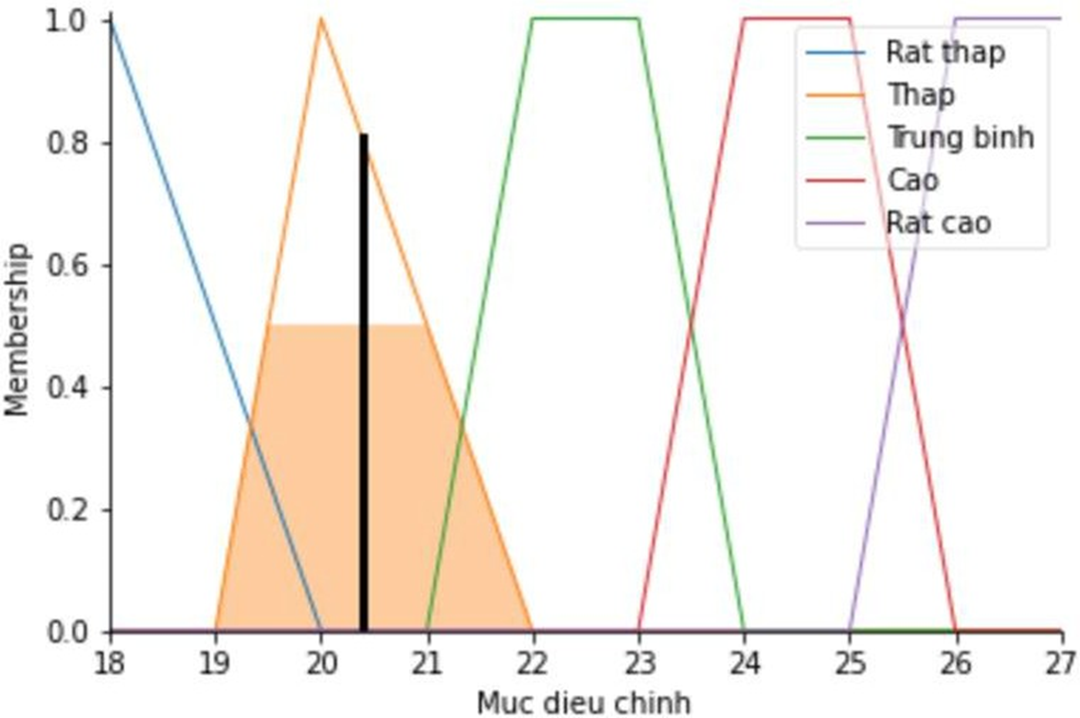 1.0
0.8
0.6
0.4
0.2
0.0
Membership
18 19 20 21 22 23 24 25 26 27
Muc dieu chinh
Rat thap
Thap
Trung binh
Cao
Rat cao